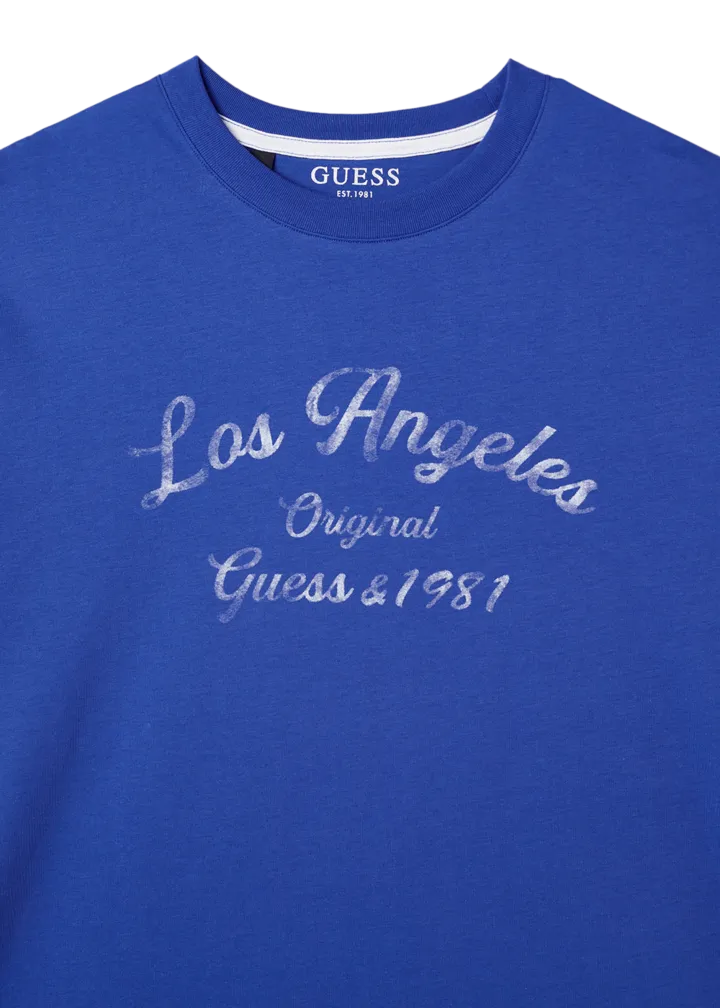 GUESS
EST. 1981
Los Angeles
Original
Guess & 1981